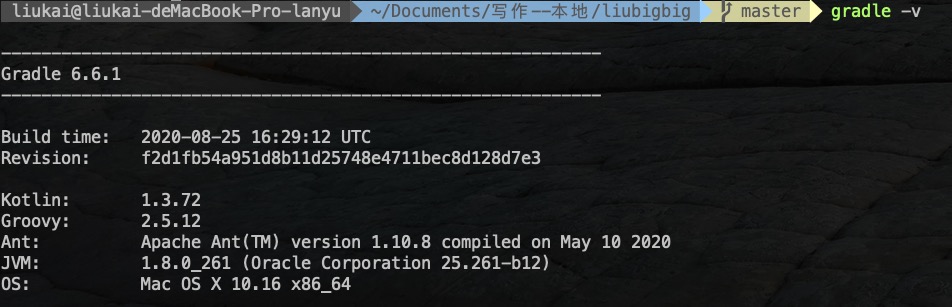 liukai@liukai-deMacBook-Pro-lanyu ~/Documents/写作--本地/liubigbig master gradle -v
------------------------------------------------------------
Gradle 6.6.1
------------------------------------------------------------
Build time: 2020-08-25 16:29:12 UTC
Revision: f2d1fb54a951d8b11d25748e4711bec8d128d7e3
Kotlin: 1.3.72
Groovy: 2.5.12
Ant: Apache Ant(TM) version 1.10.8 compiled on May 10 2020
JVM: 1.8.0_261 (Oracle Corporation 25.261-b12)
OS: Mac OS X 10.16 x86_64